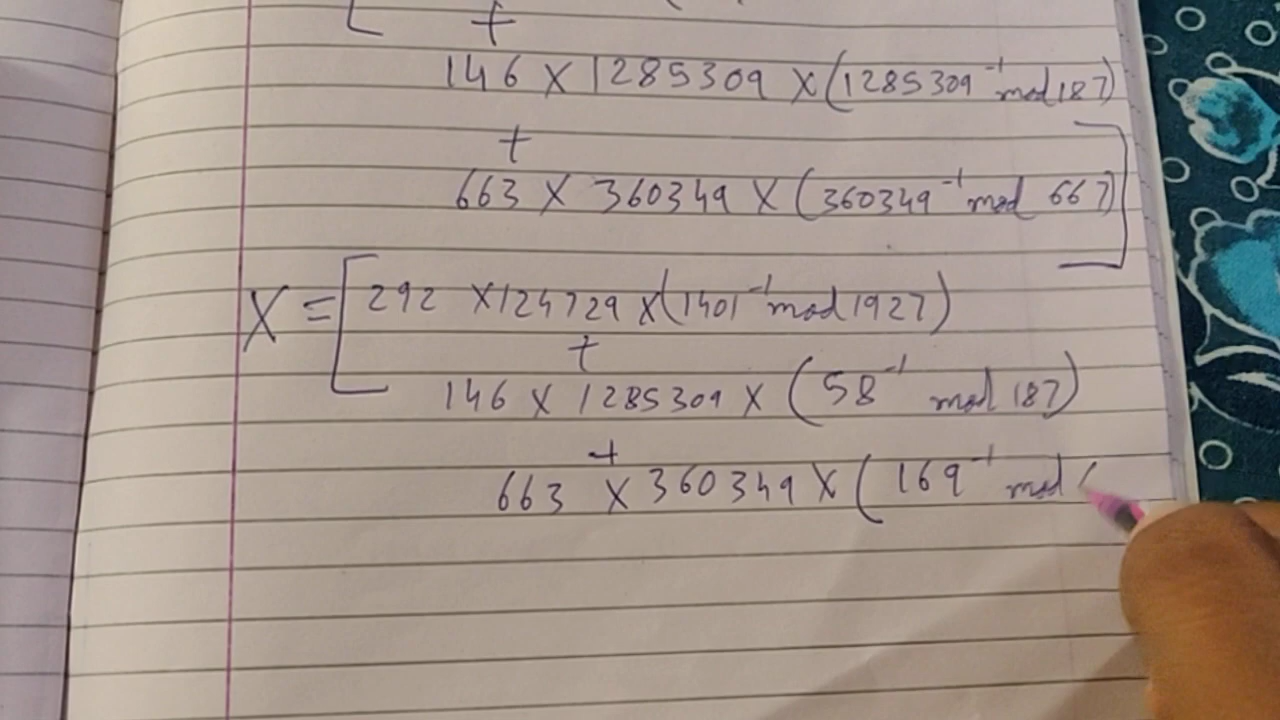 +
146 X 1285309 X (1285309⁻¹ mod 187)
+
663 X 360349 X (360349⁻¹ mod 667)]
X = [292 X 124729 X (1401⁻¹ mod 1927)
+
146 X 1285309 X (58⁻¹ mod 187)
+
663 X 360349 X (169⁻¹ mod